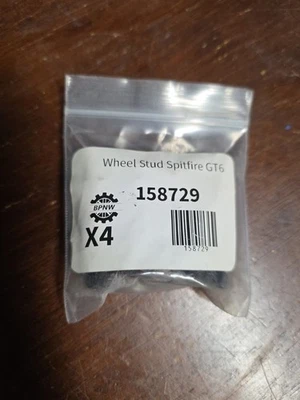 Wheel Stud Spitfire GT6
158729
BPNW
X4
158729